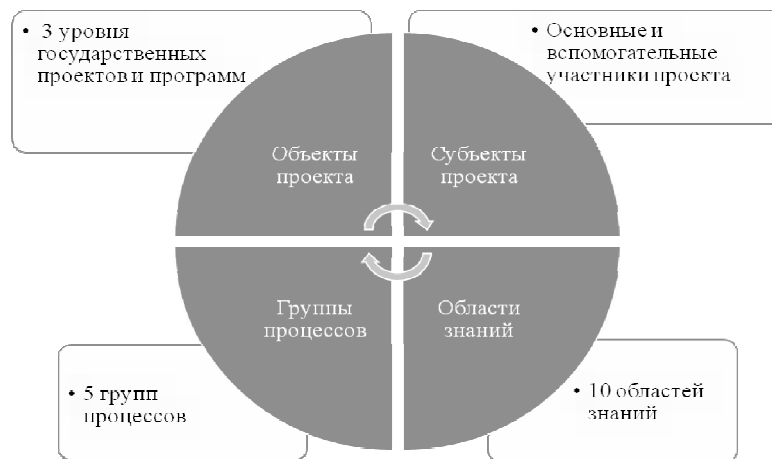 • 3 уровня
государственных
проектов и программ
• Основные и
вспомогательные
участники проекта
Объекты
проекта
Субъекты
проекта
Группы
процессов
Области
знаний
• 5 групп
процессов
• 10 областей
знаний